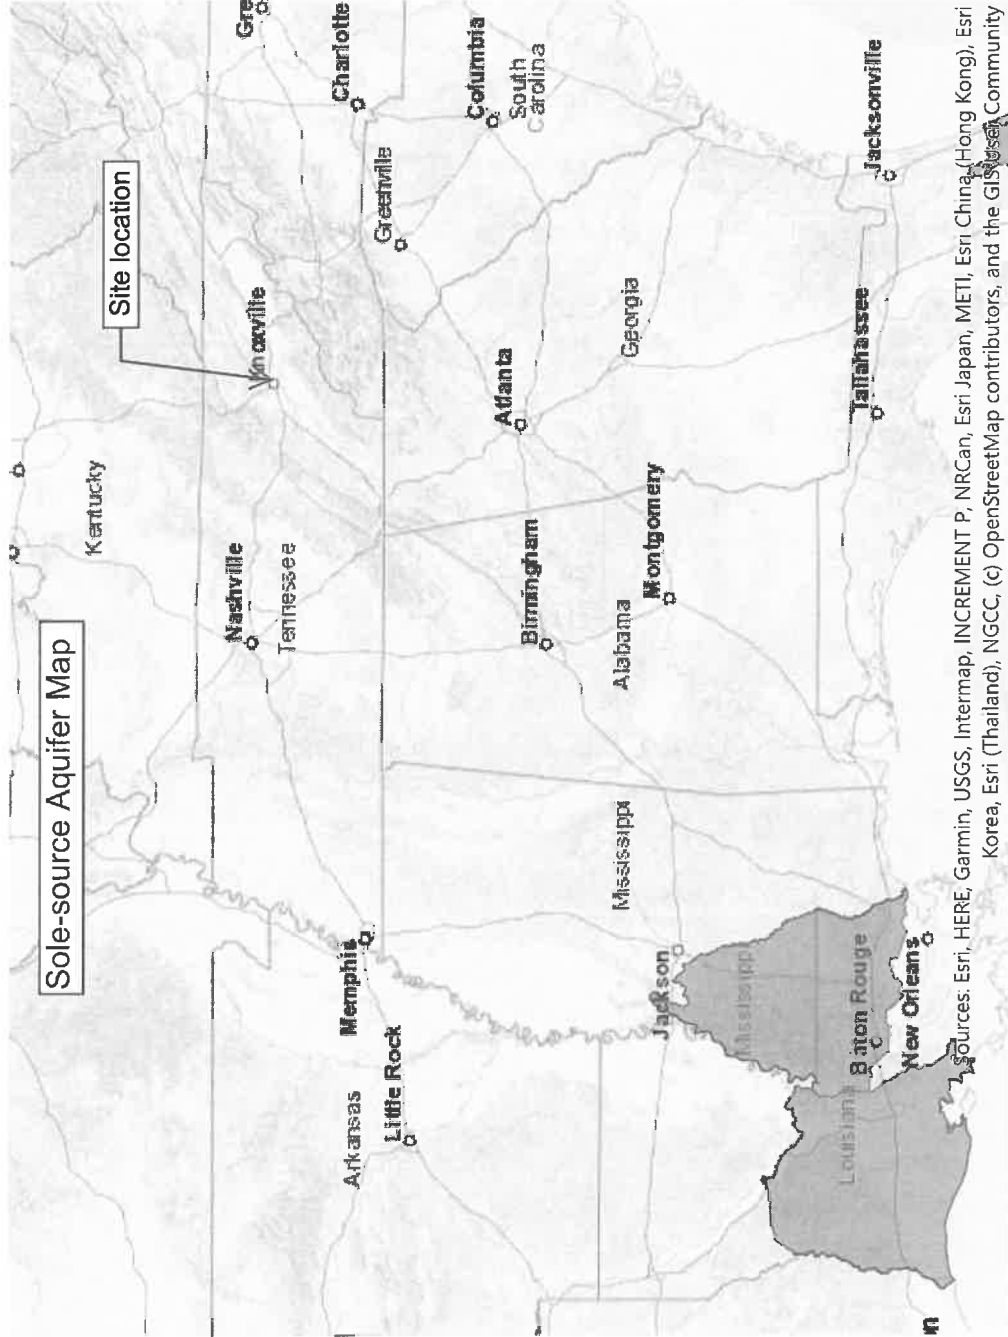 Sole-source Aquifer Map
Site location
Kentucky
Nashville
Tennessee
Knoxville
Gre
Charlotte
Greenville
Columbia
South
Carolina
Memphis
Arkansas
Little Rock
Atlanta
Georgia
Birmingham
Alabama
Montgomery
Mississippi
Jackson
Mississipp
Louisian
Baton Rouge
New Orleans
Tallahassee
Jacksonville
n
Sources: Esri, HERE, Garmin, USGS, Intermap, INCREMENT P, NRCan, Esri Japan, METI, Esri China (Hong Kong), Esri
Korea, Esri (Thailand), NGCC, (c) OpenStreetMap contributors, and the GIS User Community